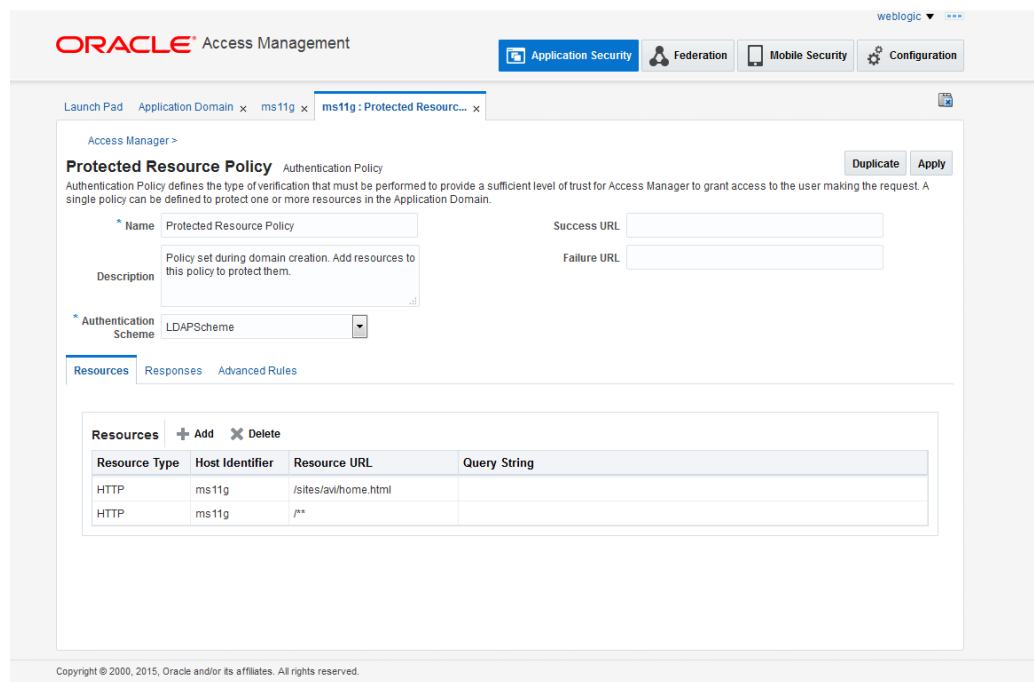 weblogic
ORACLE Access Management
Application Security
Federation
Mobile Security
Configuration
Launch Pad
Application Domain
ms11g
ms11g : Protected Resourc...
Access Manager >
Protected Resource Policy Authentication Policy
Duplicate
Apply
Authentication Policy defines the type of verification that must be performed to provide a sufficient level of trust for Access Manager to grant access to the user making the request. A
single policy can be defined to protect one or more resources in the Application Domain.
* Name Protected Resource Policy
Success URL
Description Policy set during domain creation. Add resources to
this policy to protect them.
Failure URL
* Authentication
Scheme
LDAPScheme
Resources Responses Advanced Rules
Resources Add Delete
Resource Type Host Identifier Resource URL Query String
HTTP ms11g /sites/avi/home.html
HTTP ms11g /**
Copyright © 2000, 2015, Oracle and/or its affiliates. All rights reserved.